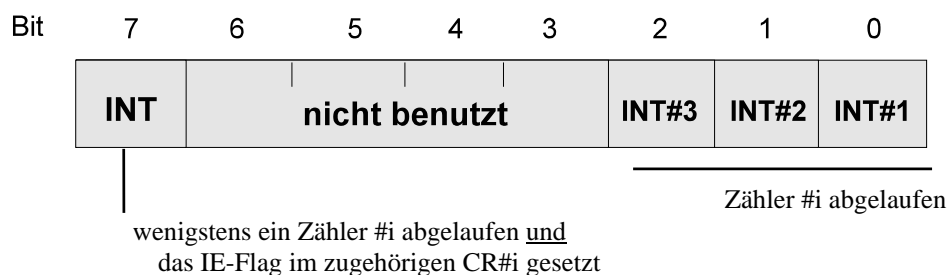 Bit 7 6 5 4 3 2 1 0
INT nicht benutzt INT#3 INT#2 INT#1
Zähler #i abgelaufen
wenigstens ein Zähler #i abgelaufen und
das IE-Flag im zugehörigen CR#i gesetzt